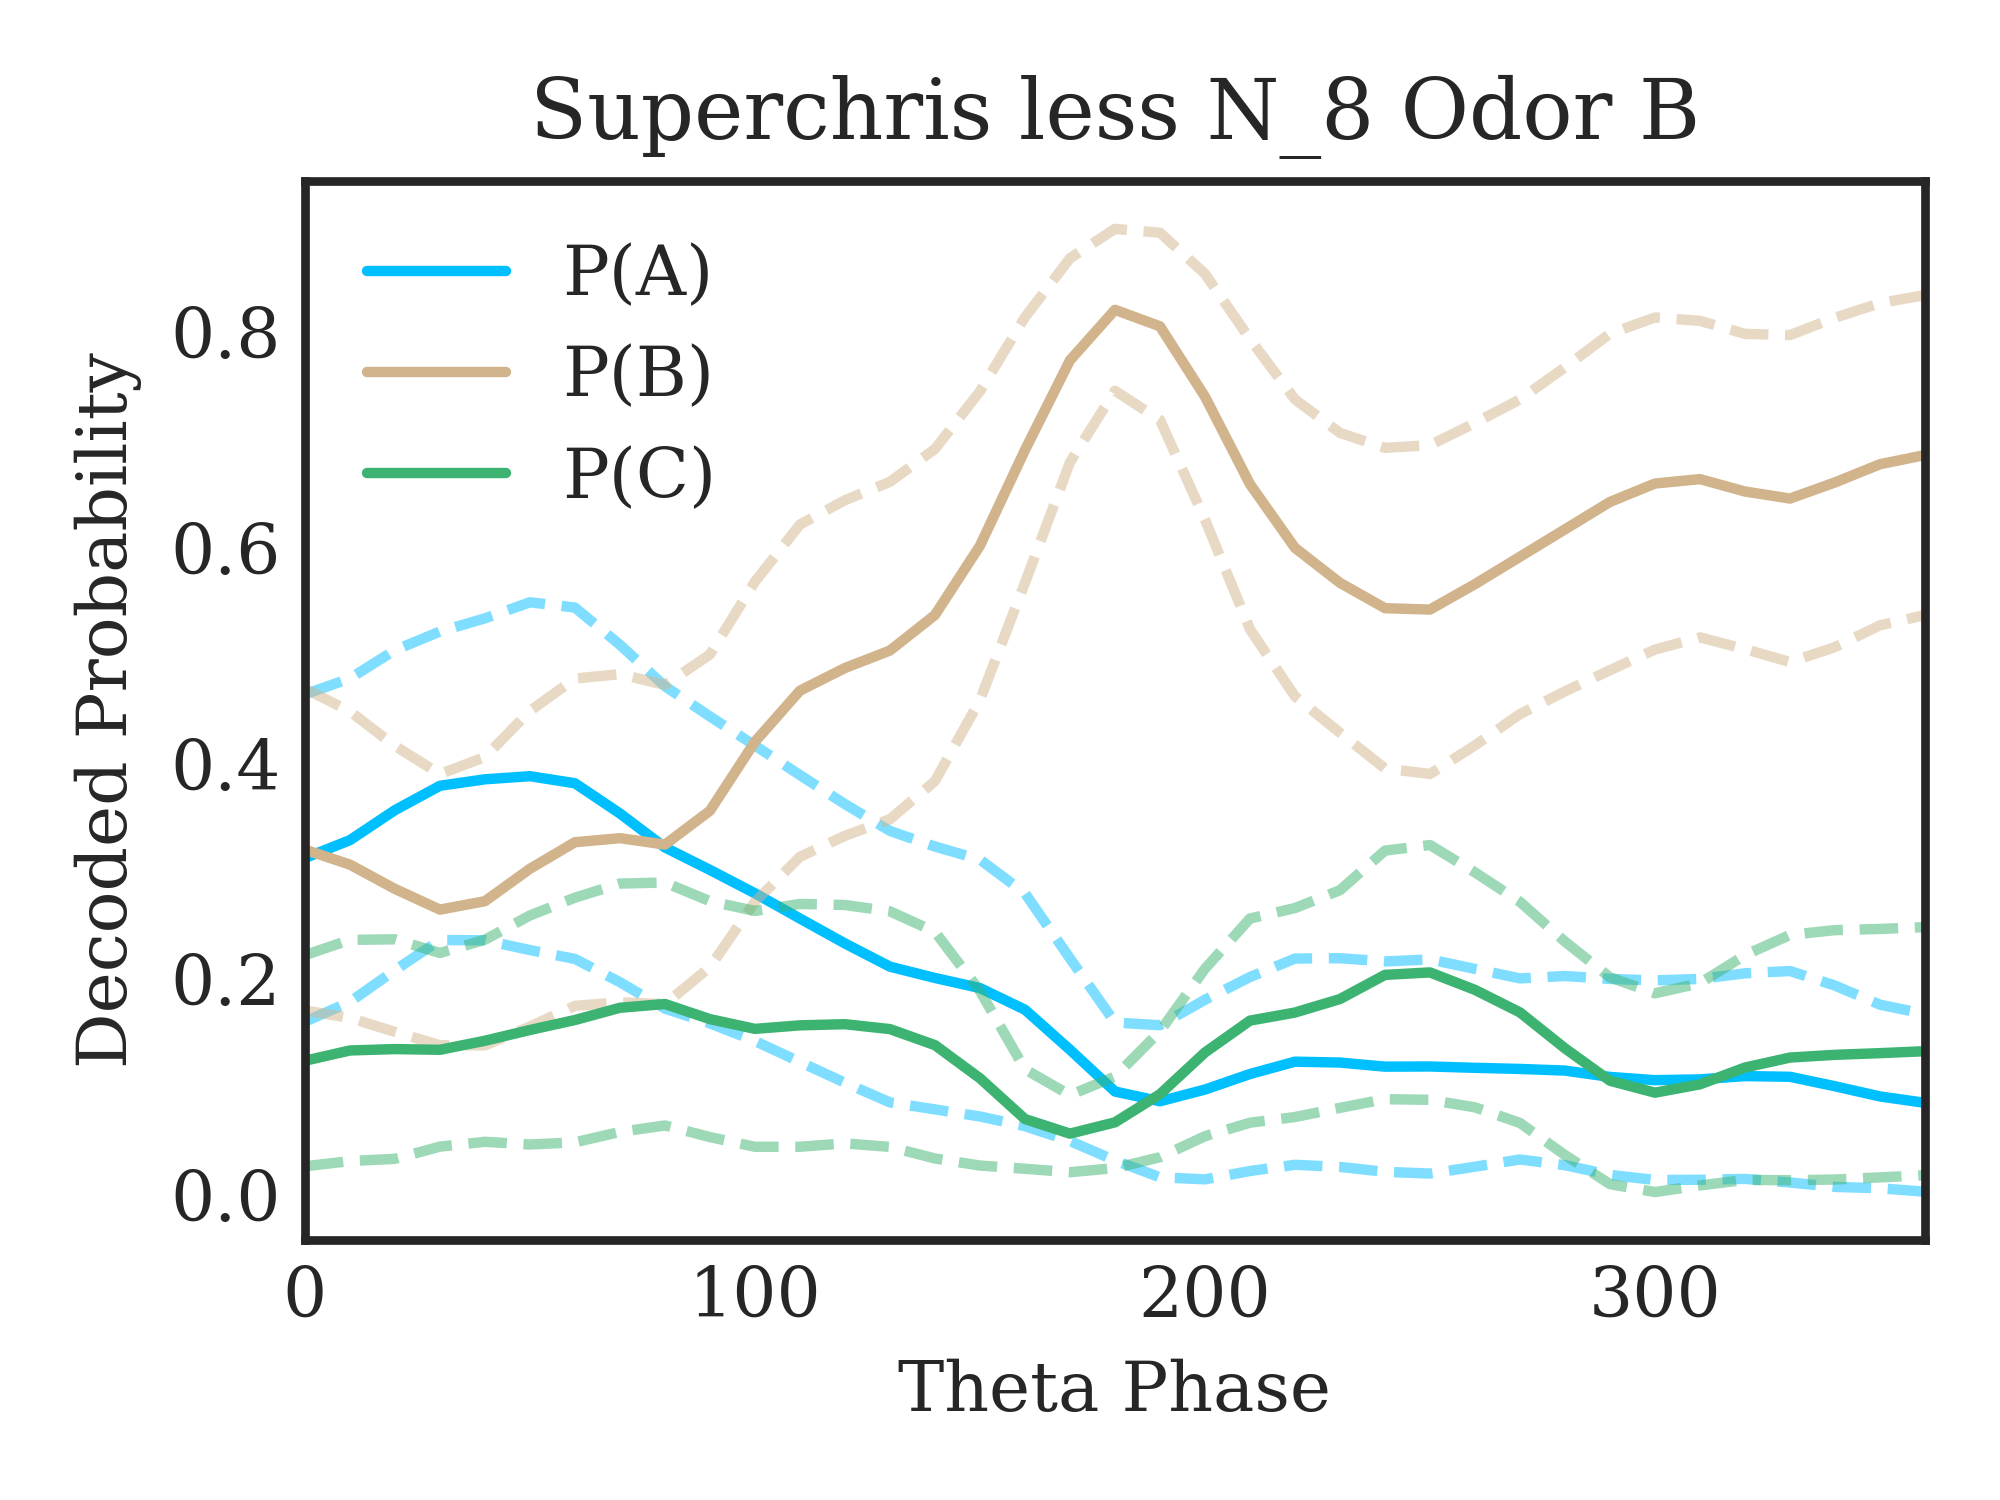 Superchris less N_8 Odor B
P(A)
P(B)
P(C)
Decoded Probability
0.8
0.6
0.4
0.2
0.0
0 100 200 300
Theta Phase